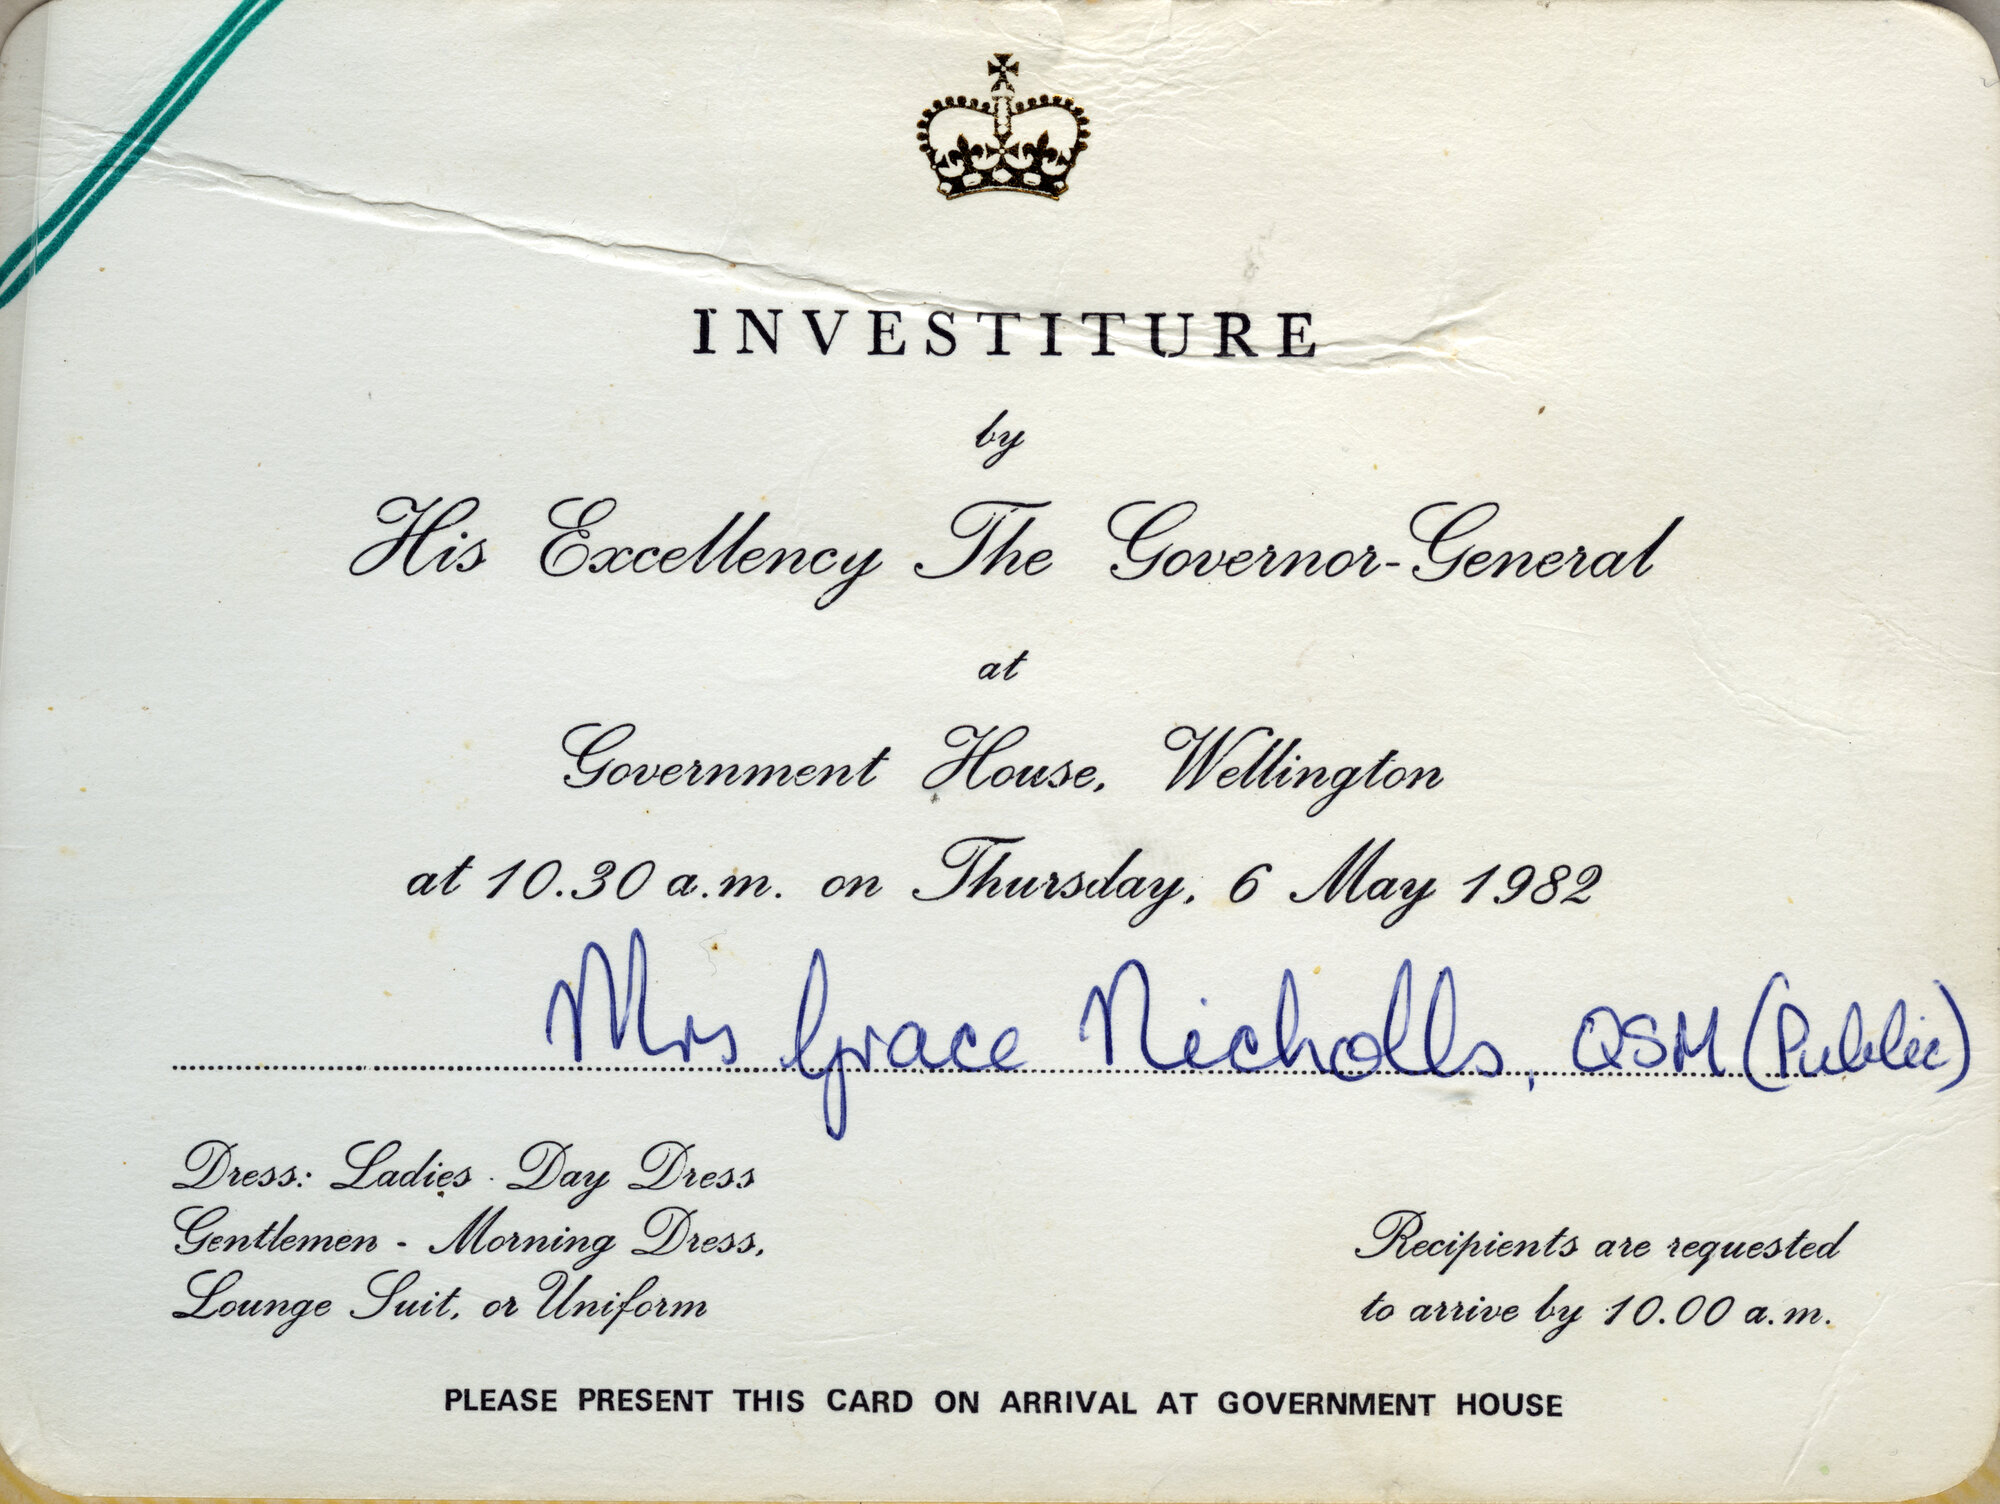 INVESTITURE
by
His Excellency The Governor-General
at
Government House, Wellington
at 10.30 a.m. on Thursday, 6 May 1982
Mrs Grace Nicholls, QSM (Public)
Dress: Ladies - Day Dress
Gentlemen - Morning Dress,
Lounge Suit, or Uniform
Recipients are requested
to arrive by 10.00 a.m.
PLEASE PRESENT THIS CARD ON ARRIVAL AT GOVERNMENT HOUSE